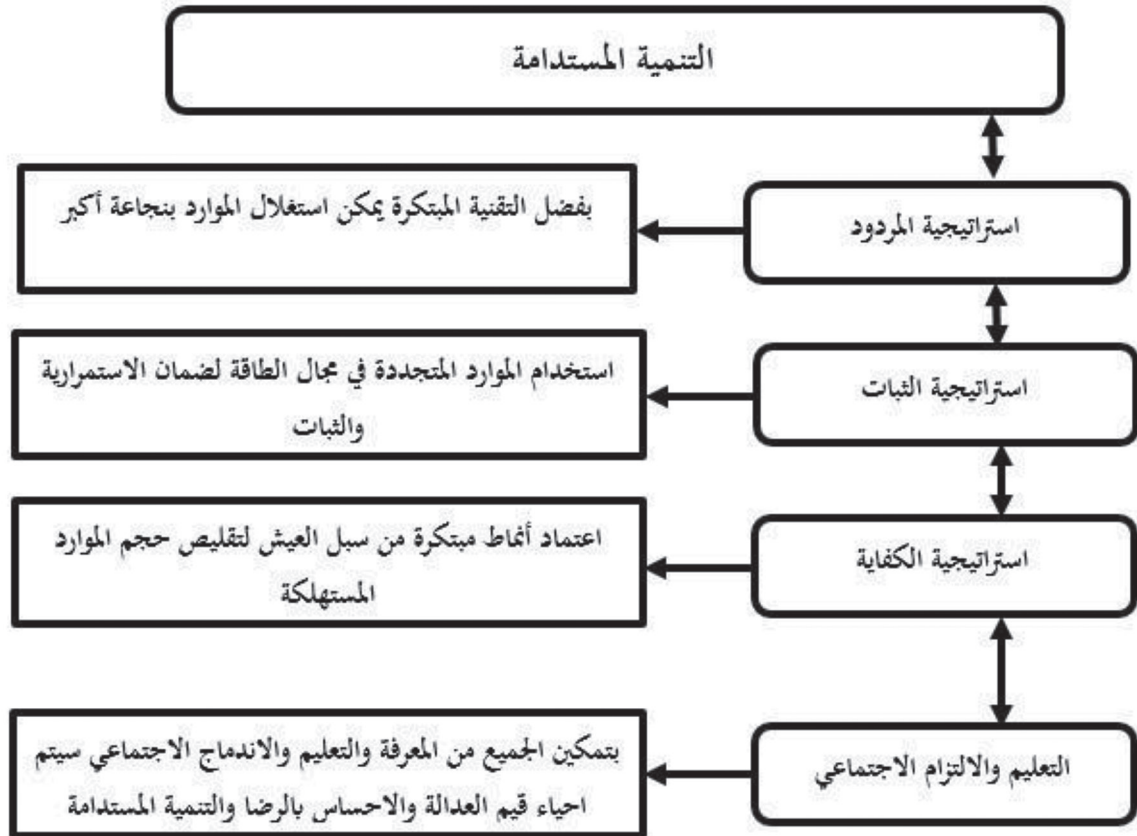 التنمية المستدامة
استراتيجية المردود
بفضل التقنية المبتكرة يمكن استغلال الموارد بنجاعة أكبر
استراتيجية الثبات
استخدام الموارد المتجددة في مجال الطاقة لضمان الاستمرارية
والثبات
استراتيجية الكفاية
اعتماد أنماط مبتكرة من سبل العيش لتقليص حجم الموارد
المستهلكة
التعليم والالتزام الاجتماعي
بتمكين الجميع من المعرفة والتعليم والاندماج الاجتماعي سيتم
احياء قيم العدالة والاحساس بالرضا والتنمية المستدامة